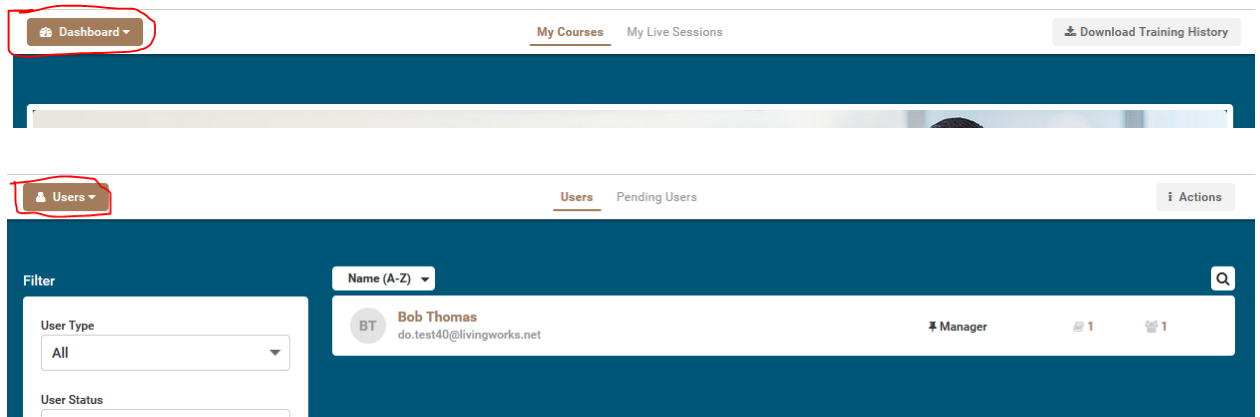 Dashboard
My Courses
My Live Sessions
Download Training History
Users
Users
Pending Users
Actions
Filter
Name (A-Z)
User Type
All
User Status
BT
Bob Thomas
do.test40@livingworks.net
Manager
1
1